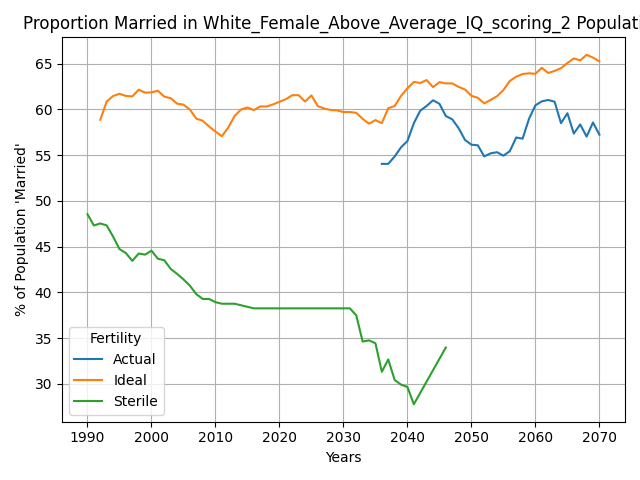 Proportion Married in White_Female_Above_Average_IQ_scoring_2 Populati
65
60
55
50
45
40
35
30
% of Population 'Married'
Fertility
Actual
Ideal
Sterile
1990 2000 2010 2020 2030 2040 2050 2060 2070
Years